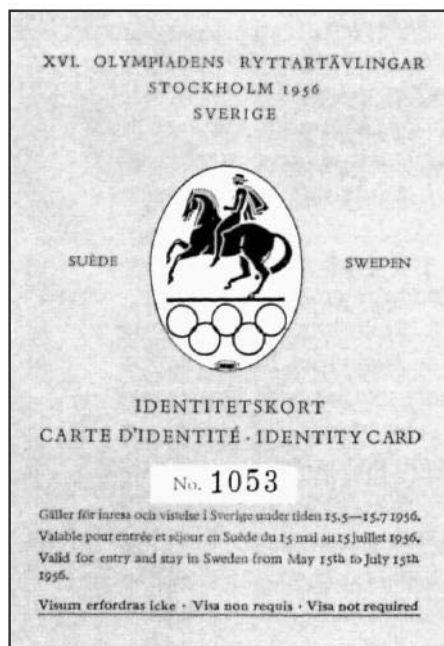 XVI. OLYMPIADENS RYTTARTÄVLINGAR
STOCKHOLM 1956
SVERIGE
SUÈDE
SWEDEN
IDENTITETSKORT
CARTE D'IDENTITÉ · IDENTITY CARD
No. 1053
Gäller för inresa och vistelse i Sverige under tiden 15.5—15.7 1956.
Valable pour entrée et séjour en Suède du 15 mai au 15 juillet 1956.
Valid for entry and stay in Sweden from May 15th to July 15th
1956.
Visum erfordras icke · Visa non requis · Visa not required